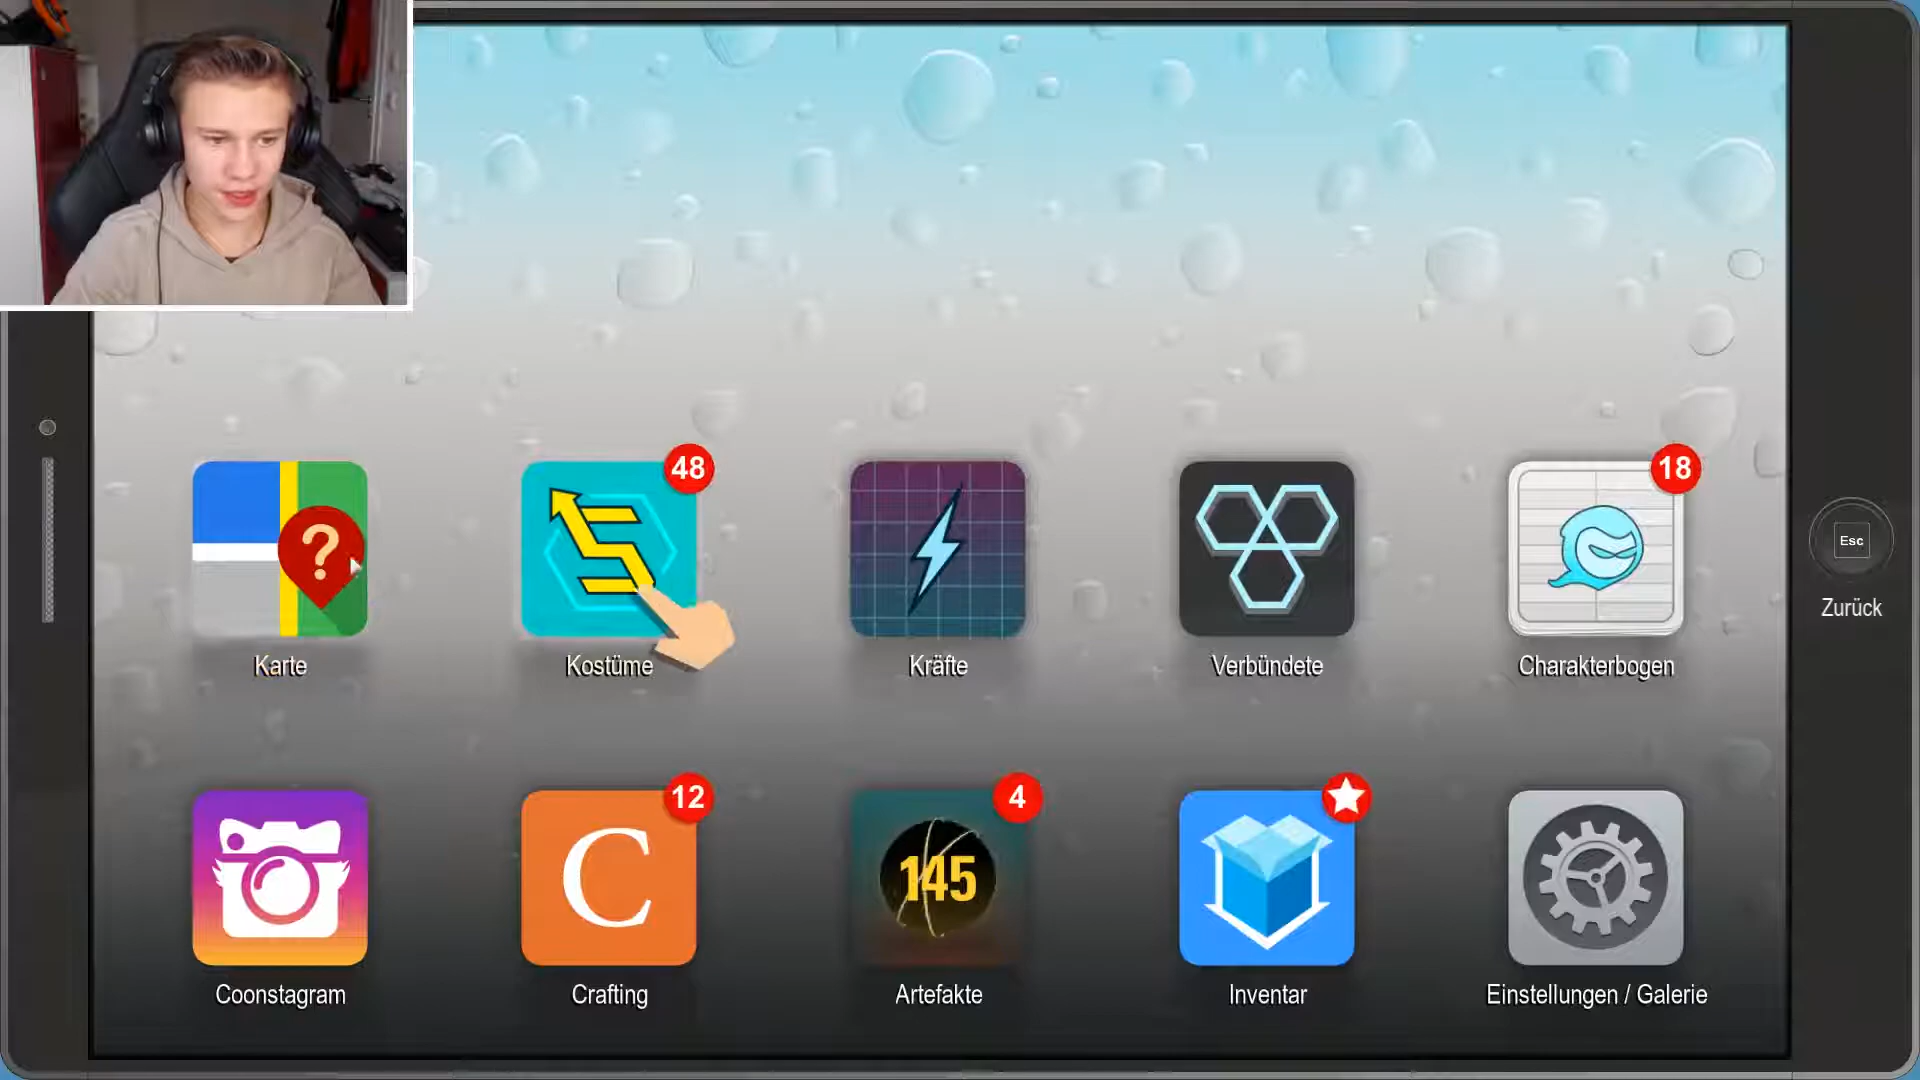 48
18
?
Esc
Karte
Kostüme
Kräfte
Verbündete
Charakterbogen
Zurück
12
4
C
145
Coonstagram
Crafting
Artefakte
Inventar
Einstellungen / Galerie